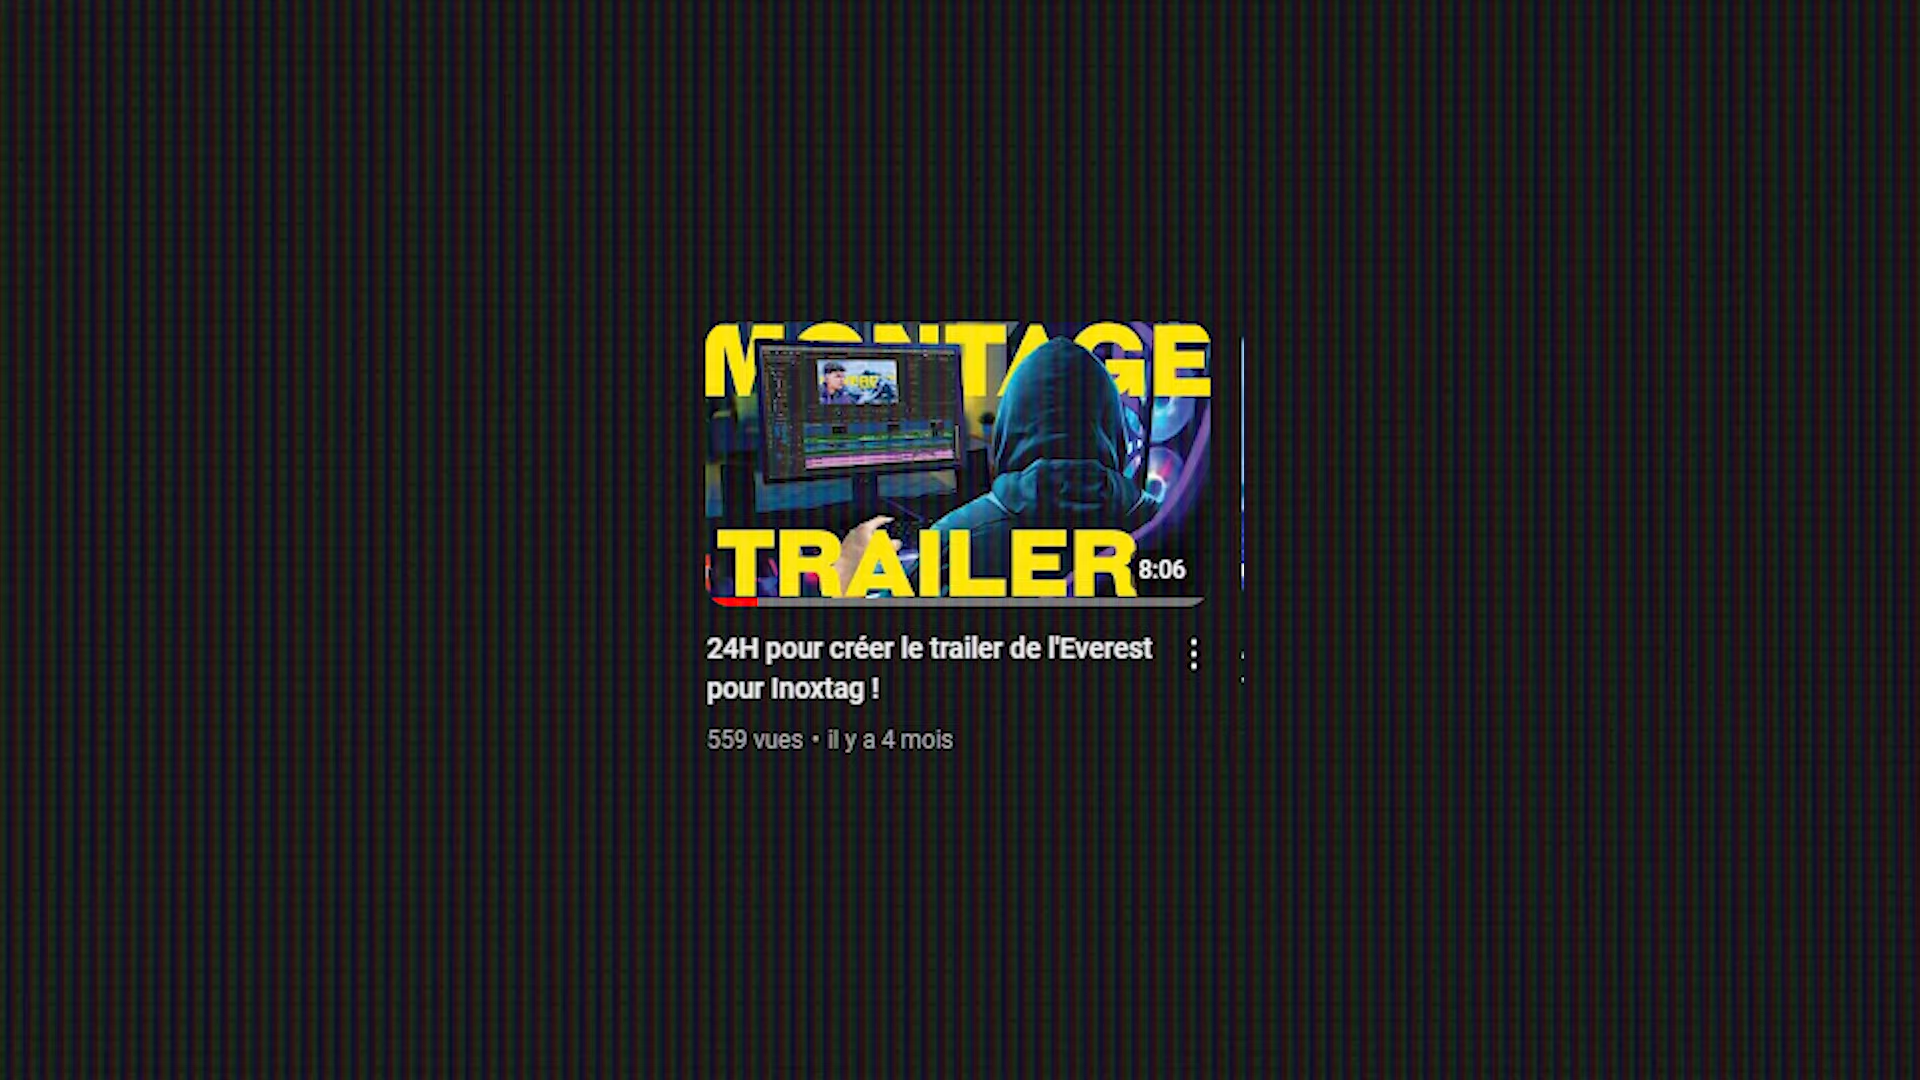 MONTAGE
TRAILER
8:06
24H pour créer le trailer de l'Everest
pour Inoxtag !
559 vues • il y a 4 mois